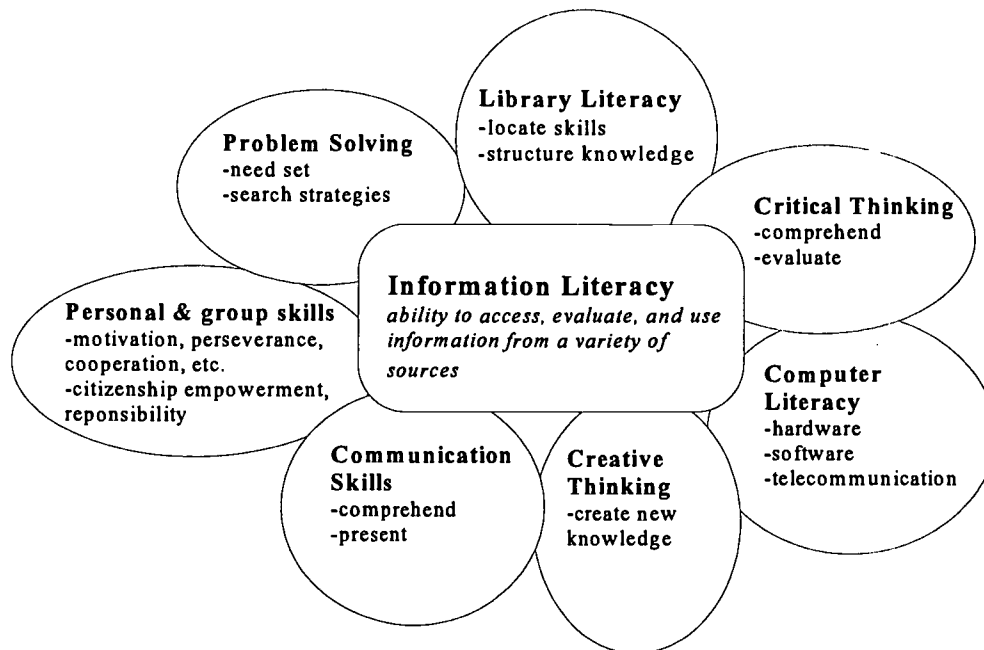 Library Literacy
-locate skills
-structure knowledge
Problem Solving
-need set
-search strategies
Critical Thinking
-comprehend
-evaluate
Information Literacy
ability to access, evaluate, and use
information from a variety of
sources
Personal & group skills
-motivation, perseverance,
cooperation, etc.
-citizenship empowerment,
reponsibility
Computer
Literacy
-hardware
-software
-telecommunication
Communication
Skills
-comprehend
-present
Creative
Thinking
-create new
knowledge